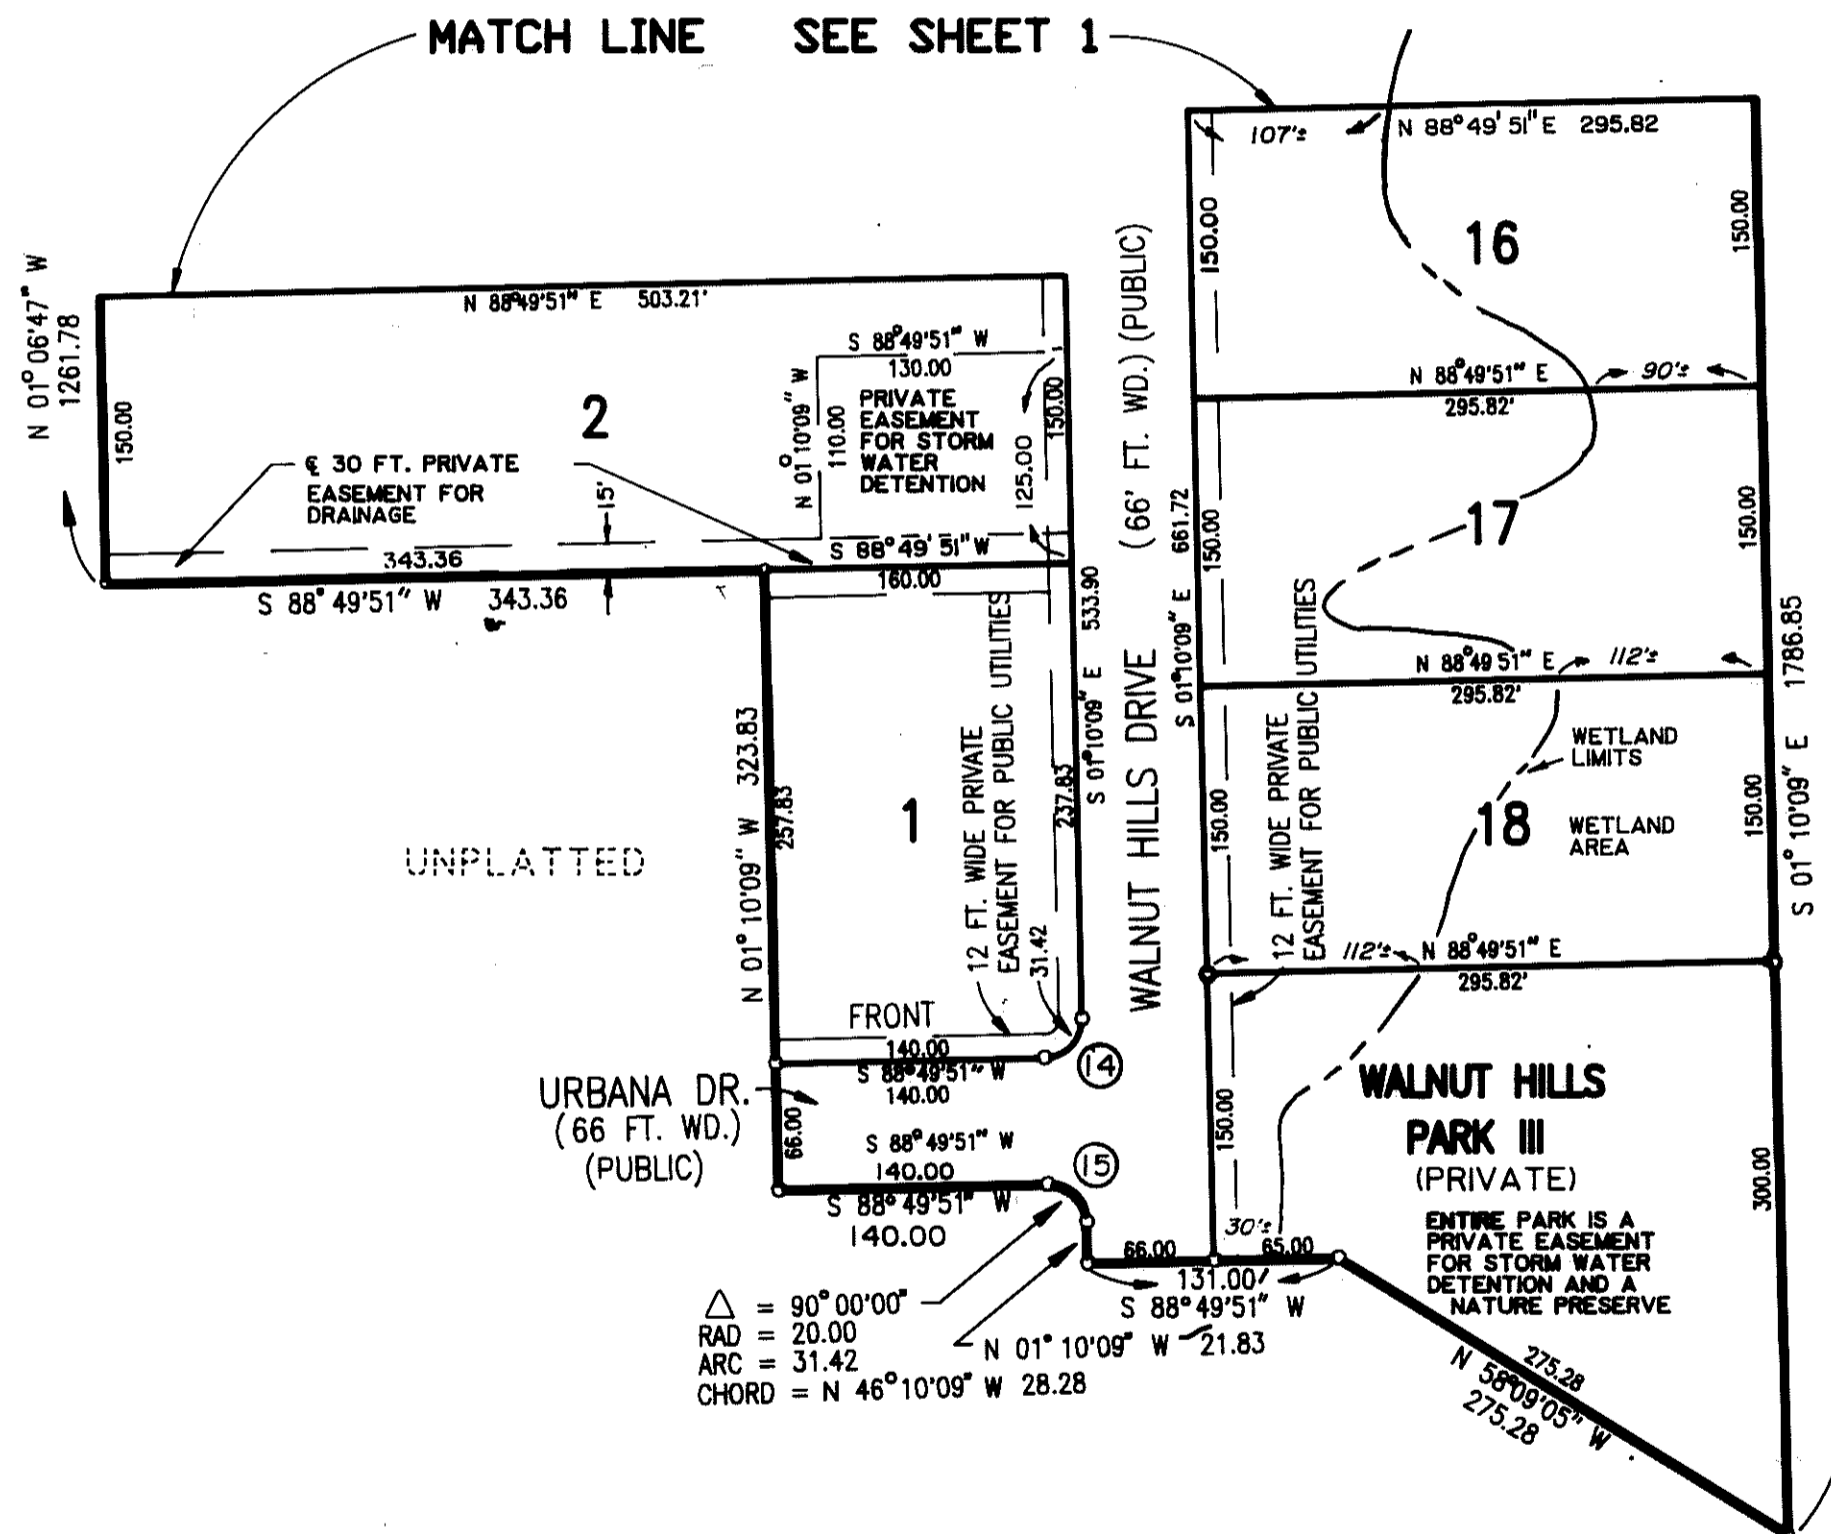 MATCH LINE SEE SHEET 1
107'±
N 88°49'51" E 295.82
150.00
150.00
16
N 01°06'47" W
1261.78
N 88°49'51" E 503.21'
S 88°49'51" W
130.00
N 01°10'09" W
110.00
PRIVATE
EASEMENT
FOR STORM
WATER
DETENTION
150.00
125.00
150.00
2
℄ 30 FT. PRIVATE
EASEMENT FOR
DRAINAGE
15'
343.36
S 88°49'51" W 343.36
S 88°49'51" W
160.00
(66' FT. WD.) (PUBLIC)
WALNUT HILLS DRIVE
S 01°10'09" E 661.72
S 01°10'09" E 533.90
N 88°49'51" E
90'±
295.82'
150.00
150.00
17
N 88°49'51" E
112'±
295.82'
S 01°10'09" E 1786.85
WETLAND
LIMITS
WETLAND
AREA
18
150.00
150.00
12 FT. WIDE PRIVATE
EASEMENT FOR PUBLIC UTILITIES
112'±
N 88°49'51" E
295.82'
UNPLATTED
N 01°10'09" W 323.83
257.83
1
237.83
12 FT. WIDE PRIVATE
EASEMENT FOR PUBLIC UTILITIES
31.42
FRONT
140.00
S 88°49'51" W
140.00
14
URBANA DR.
(66 FT. WD.)
(PUBLIC)
66.00
S 88°49'51" W
140.00
S 88°49'51" W
140.00
15
150.00
WALNUT HILLS
PARK III
(PRIVATE)
ENTIRE PARK IS A
PRIVATE EASEMENT
FOR STORM WATER
DETENTION AND A
NATURE PRESERVE
300.00
30'±
66.00
65.00
131.00'
S 88°49'51" W
△ = 90°00'00"
RAD = 20.00
ARC = 31.42
CHORD = N 46°10'09" W 28.28
N 01°10'09" W 21.83
275.28
N 58°09'05" W
275.28